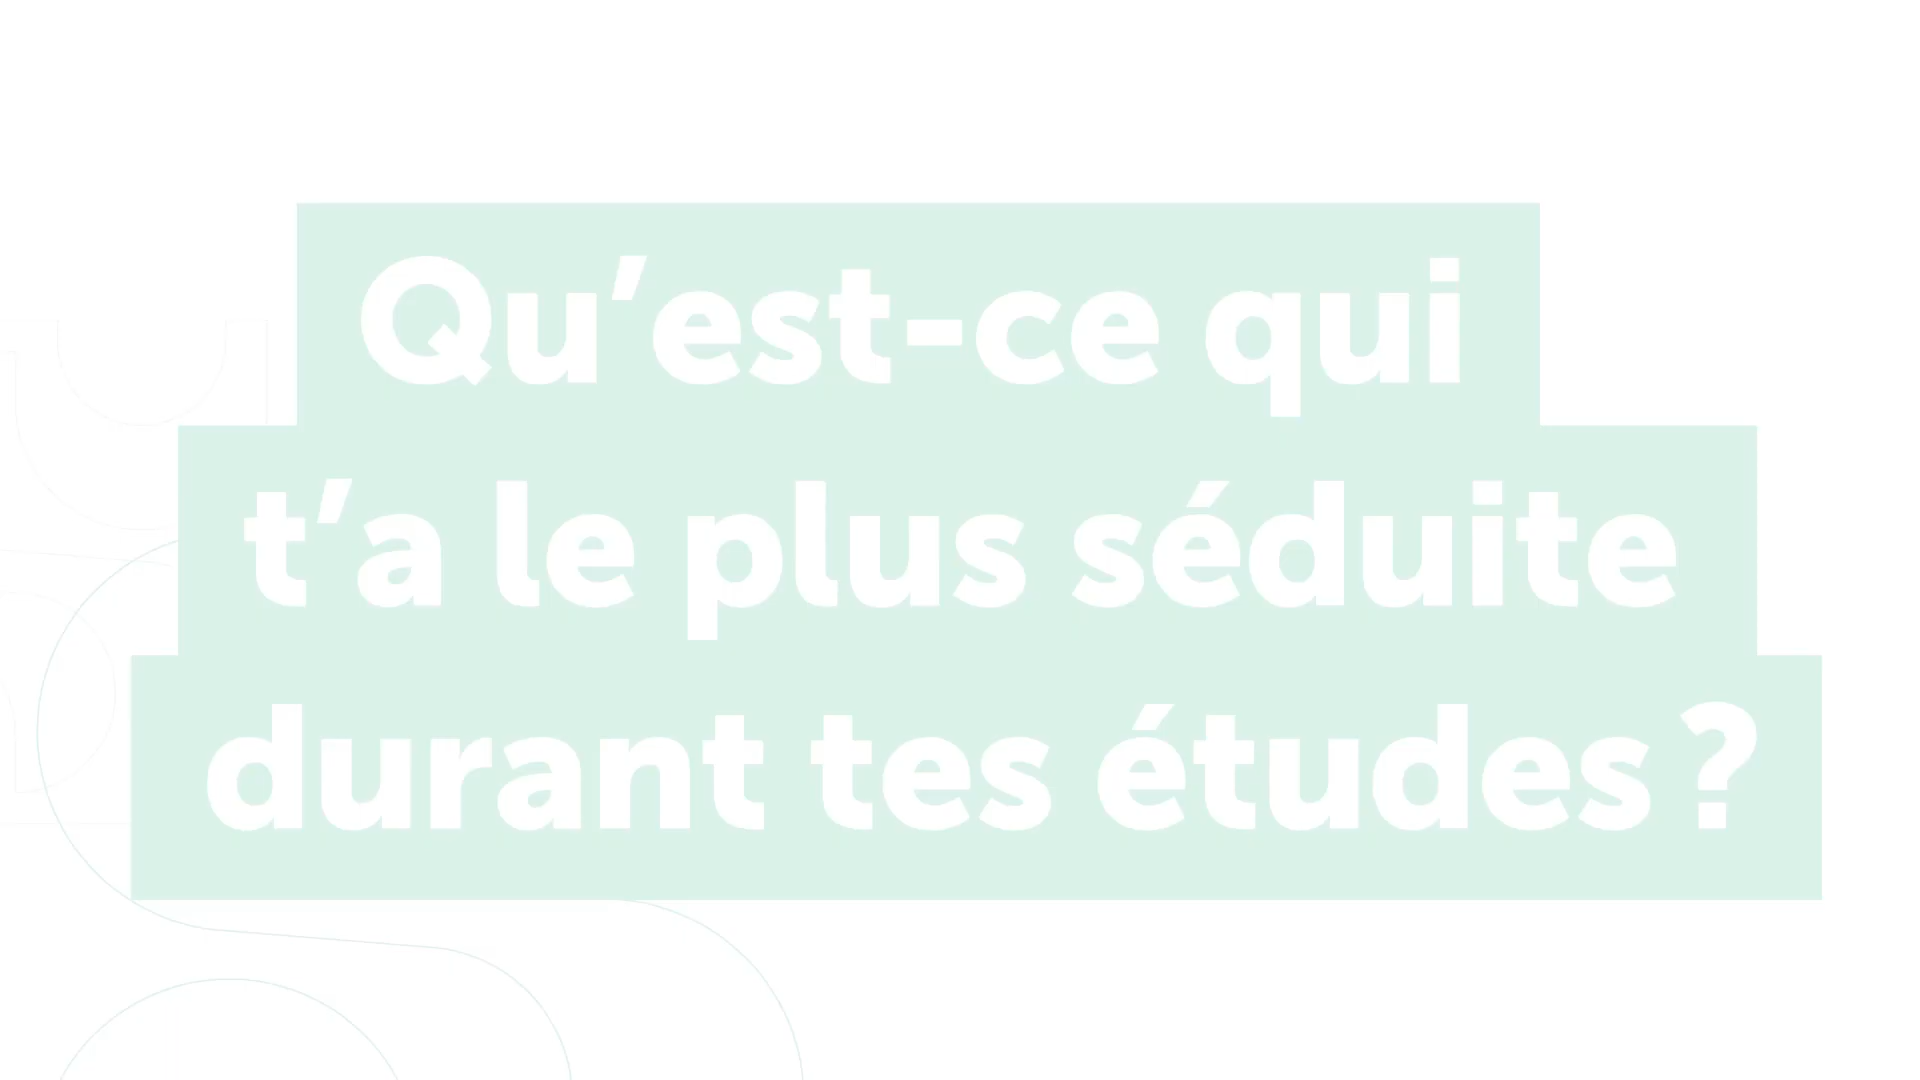 Qu’est-ce qui
t’a le plus séduite
durant tes études ?